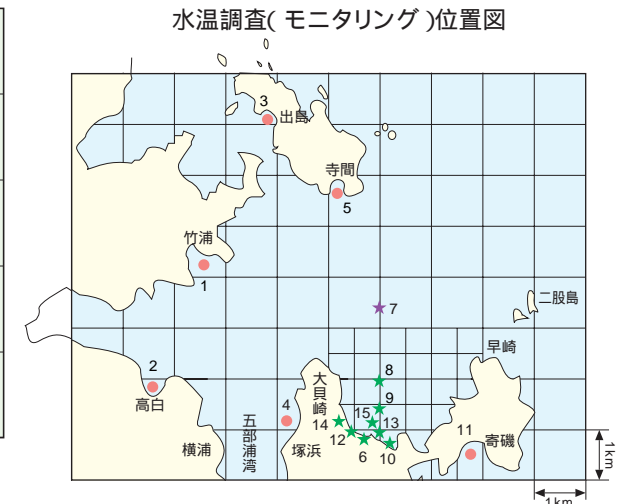 水温調査(モニタリング)位置図
3
出島
寺間
5
竹浦
1
二股島
7
早崎
2
8
大貝崎
高白
9
4
15
五部浦湾
14
13
11
12
寄磯
横浦
塚浜
6
10
1km
1km